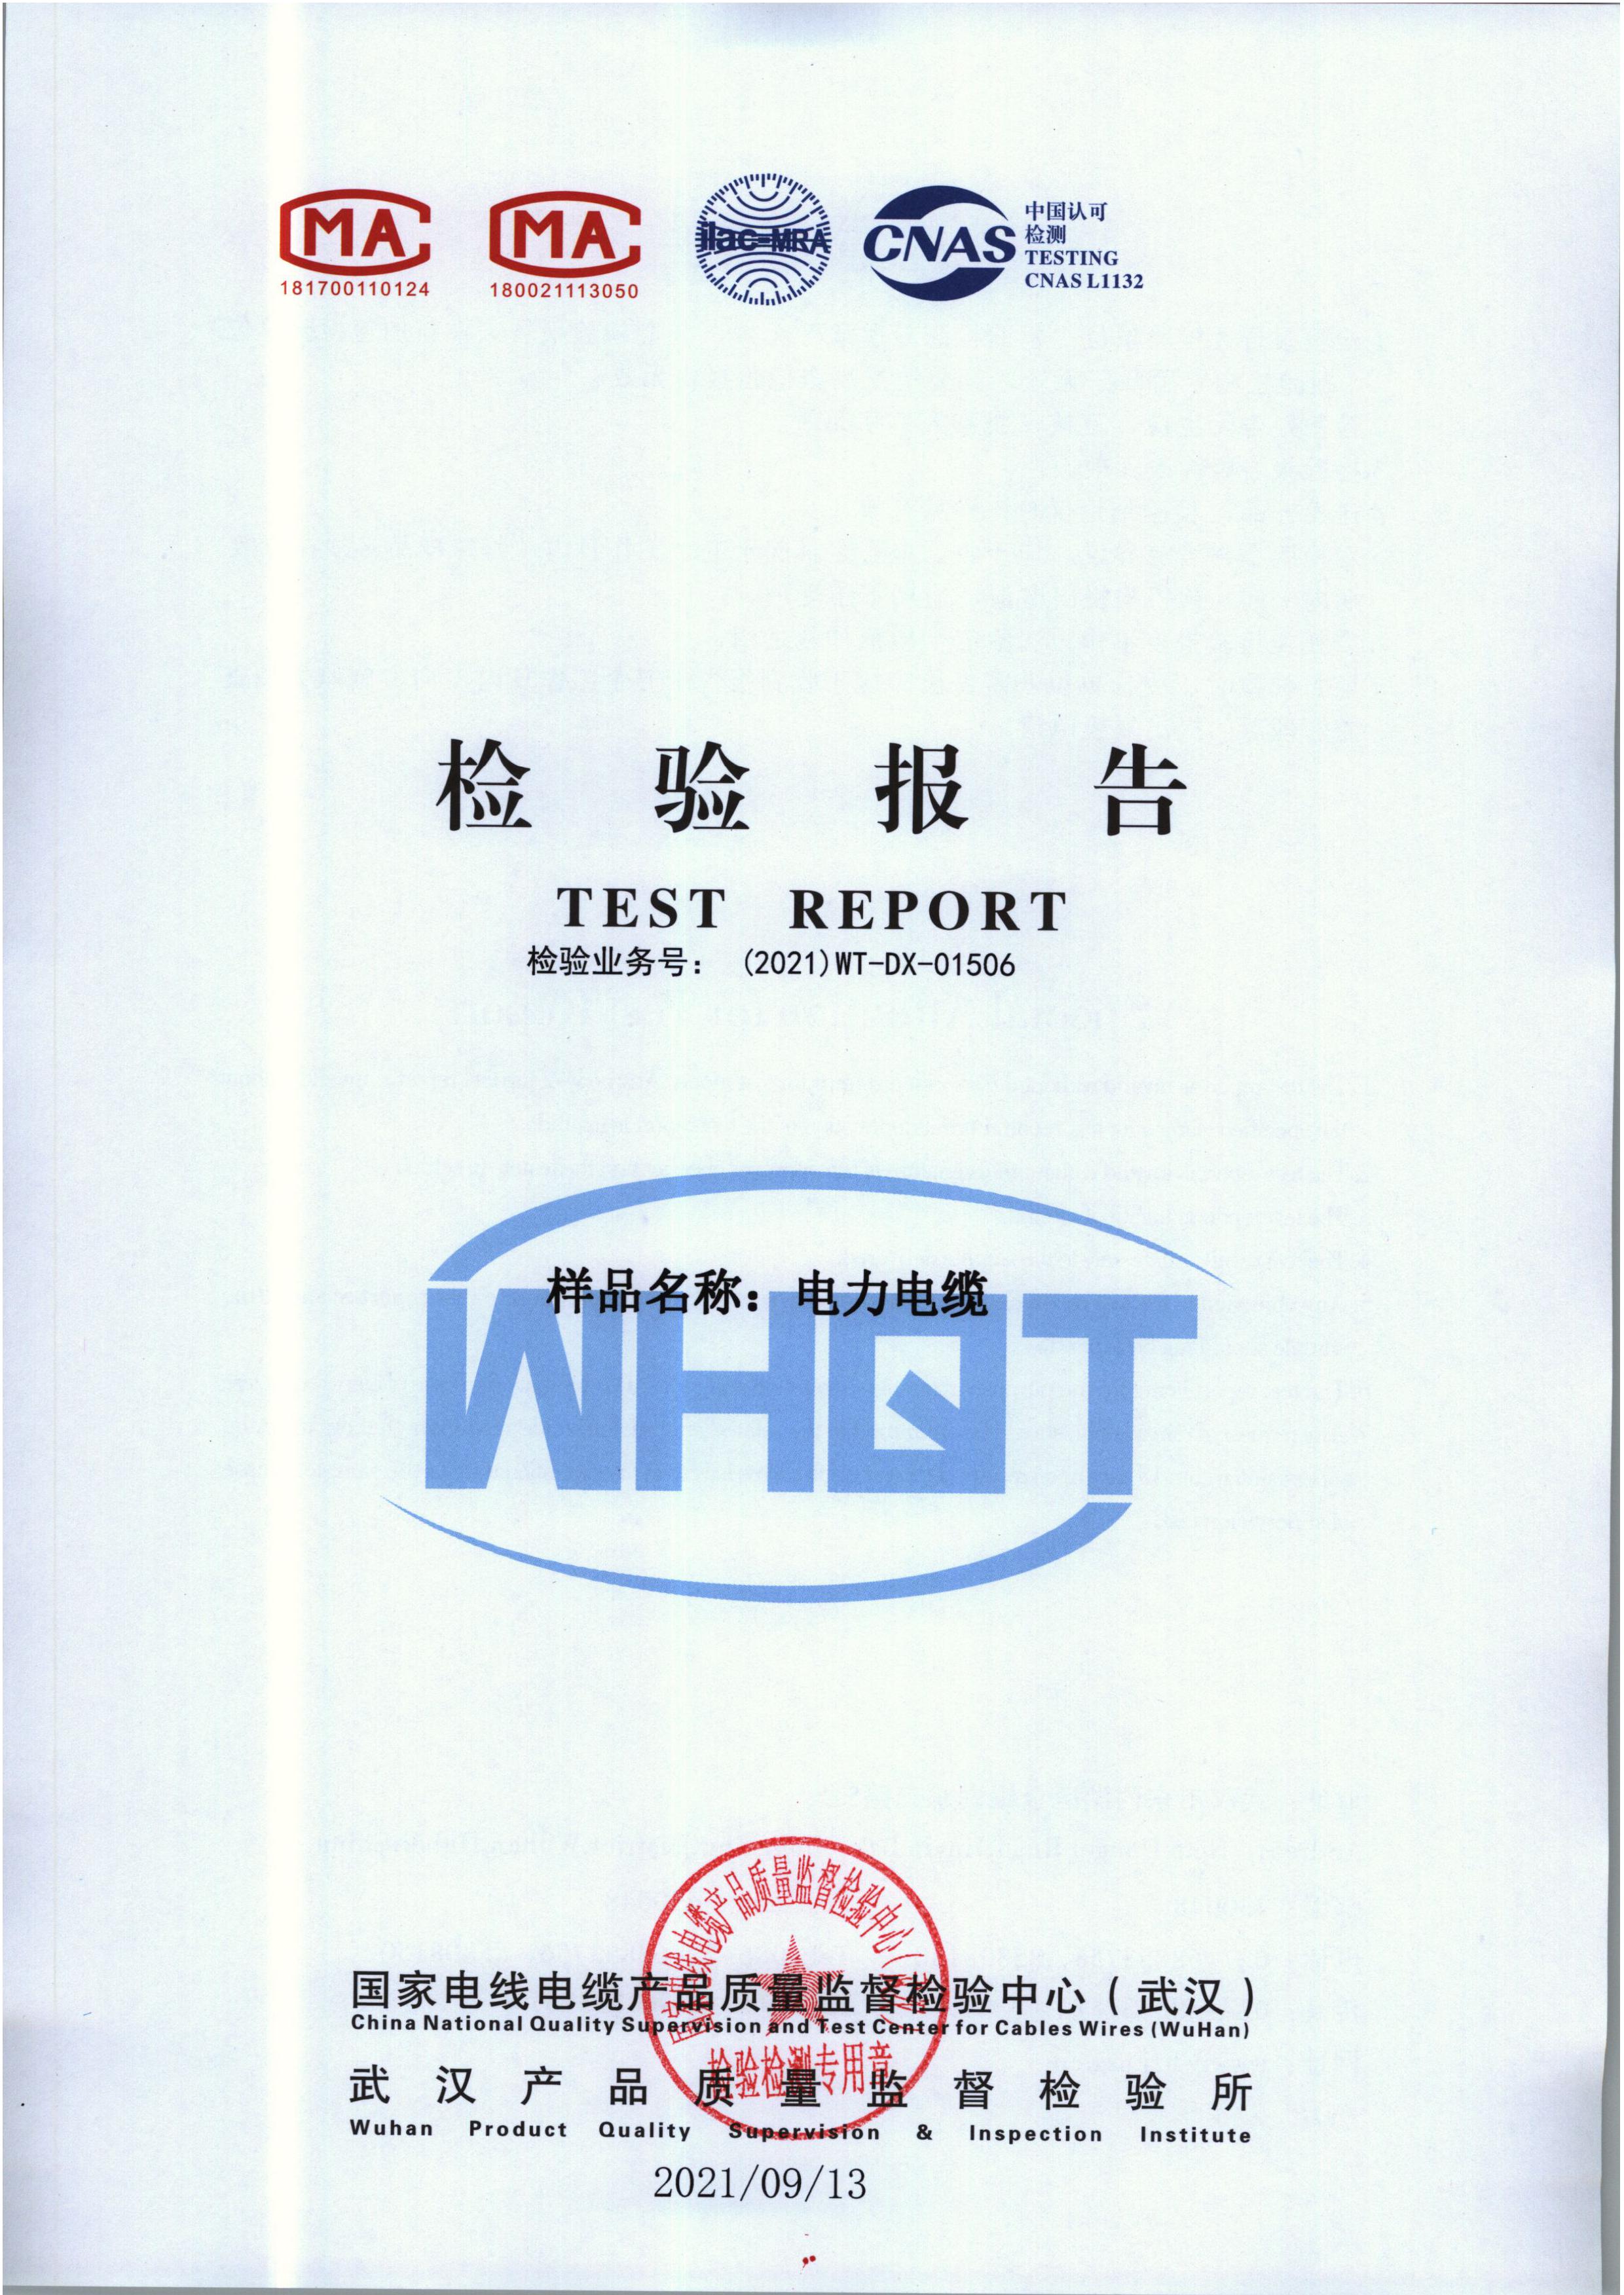 MA
181700110124
MA
180021113050
ilac-MRA
CNAS
中国认可
检测
TESTING
CNAS L1132
检验报告
TEST REPORT
检验业务号： (2021)WT-DX-01506
样品名称：电力电缆
WHQT
国家电线电缆产品质量监督检验中心（武汉）
China National Quality Supervision and Test Center for Cables Wires (WuHan)
武汉产品质量监督检验所
Wuhan Product Quality Supervision & Inspection Institute
国家电线电缆产品质量监督检验中心(武汉)
检验检测专用章
2021/09/13